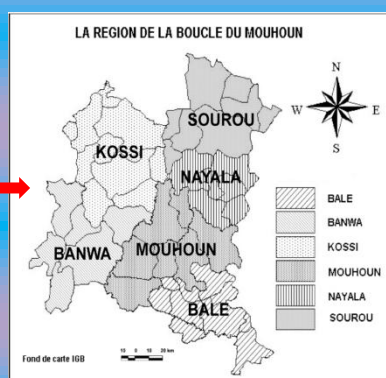 LA REGION DE LA BOUCLE DU MOUHOUN
N
W E
S
SOUROU
KOSSI
NAYALA
BANWA
MOUHOUN
BALE
BALE
BANWA
KOSSI
MOUHOUN
NAYALA
SOUROU
Fond de carte IGB